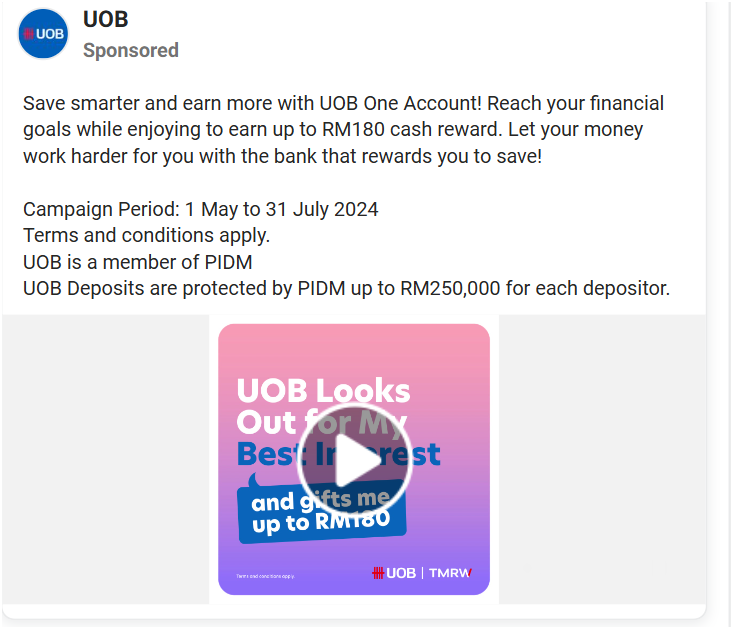 UOB
UOB
Sponsored
Save smarter and earn more with UOB One Account! Reach your financial
goals while enjoying to earn up to RM180 cash reward. Let your money
work harder for you with the bank that rewards you to save!
Campaign Period: 1 May to 31 July 2024
Terms and conditions apply.
UOB is a member of PIDM
UOB Deposits are protected by PIDM up to RM250,000 for each depositor.
UOB Looks
Out for My
Best Interest
and gifts me
up to RM180
Terms and conditions apply.
UOB | TMRW